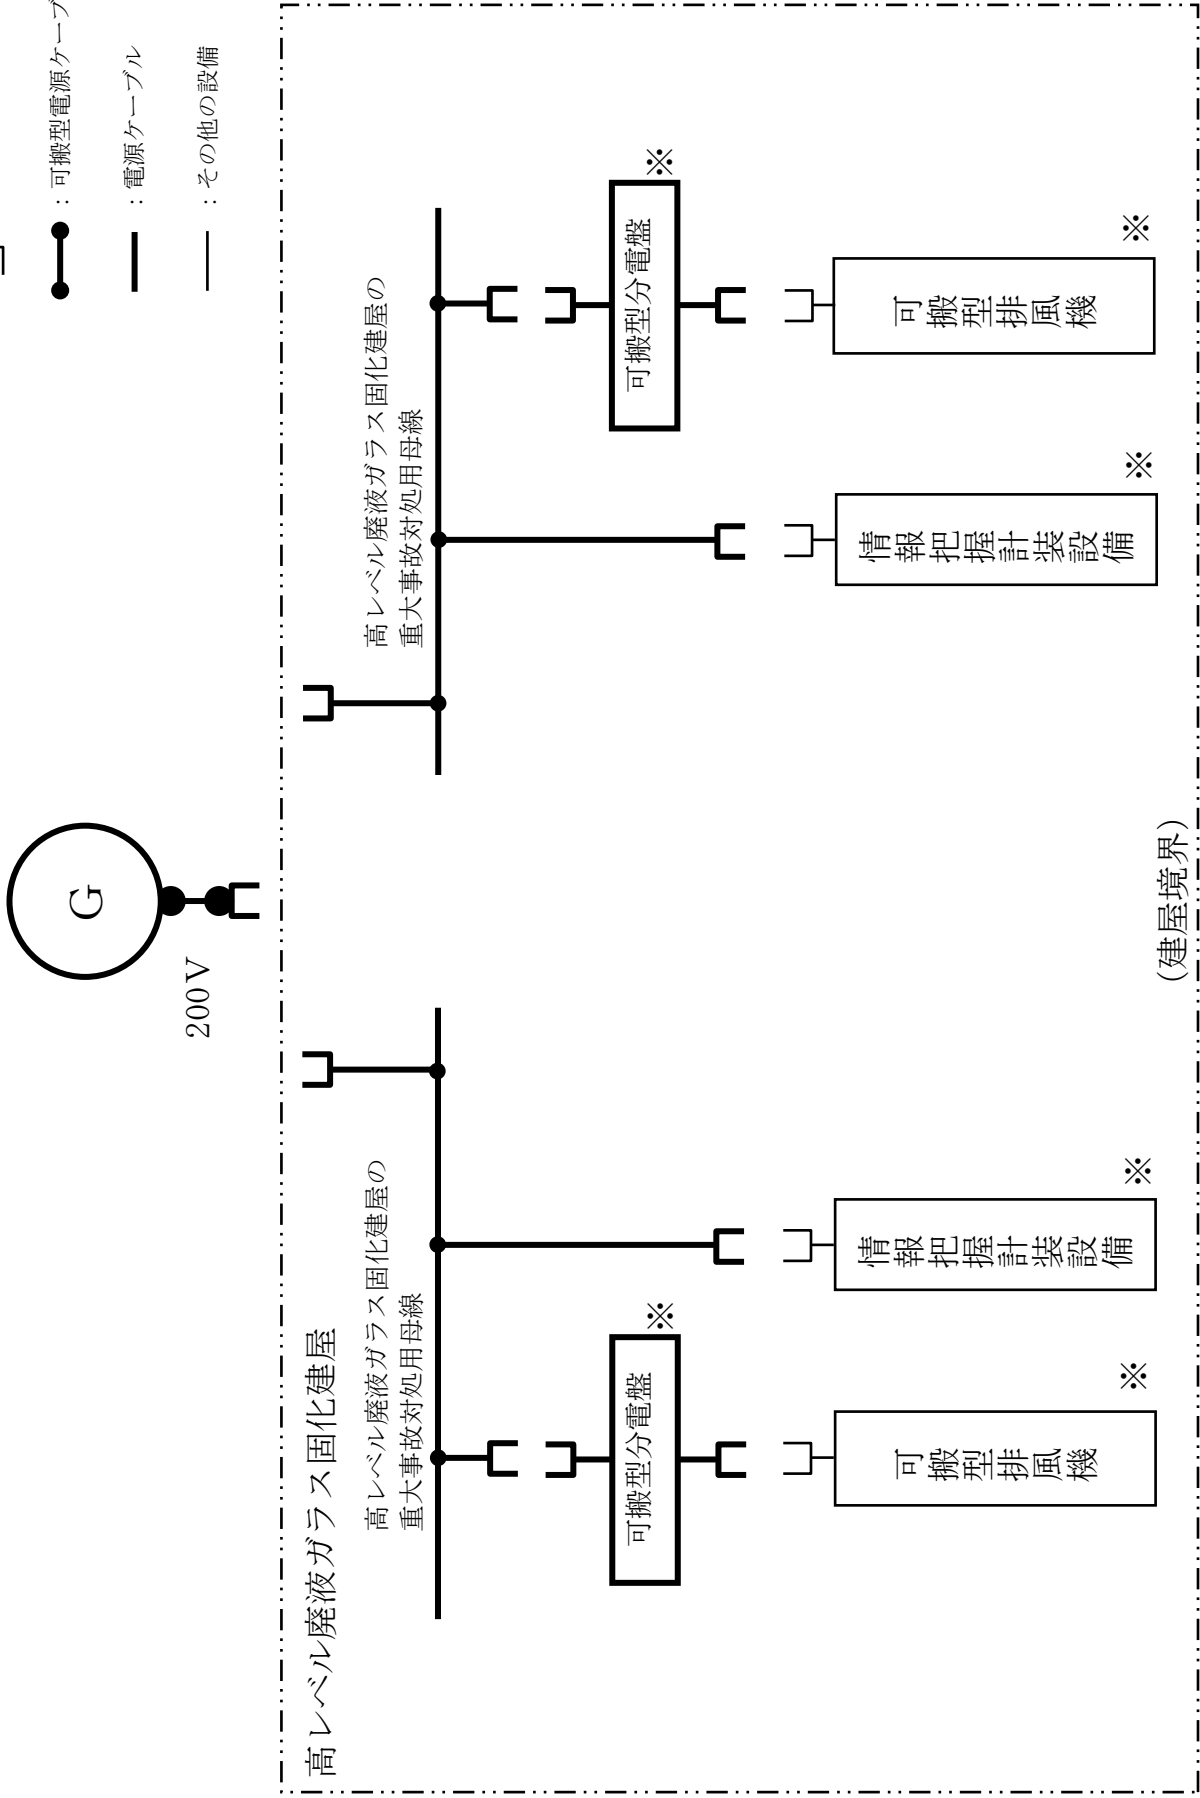 ：可搬型電源ケーブ
：電源ケーブル
：その他の設備
G
200V
高レベル廃液ガラス固化建屋
高レベル廃液ガラス固化建屋の
重大事故対処用母線
高レベル廃液ガラス固化建屋の
重大事故対処用母線
可搬型分電盤
※
可搬型分電盤
※
可搬型排風機
※
情報把握計装設備
※
情報把握計装設備
※
可搬型排風機
※
(建屋境界)